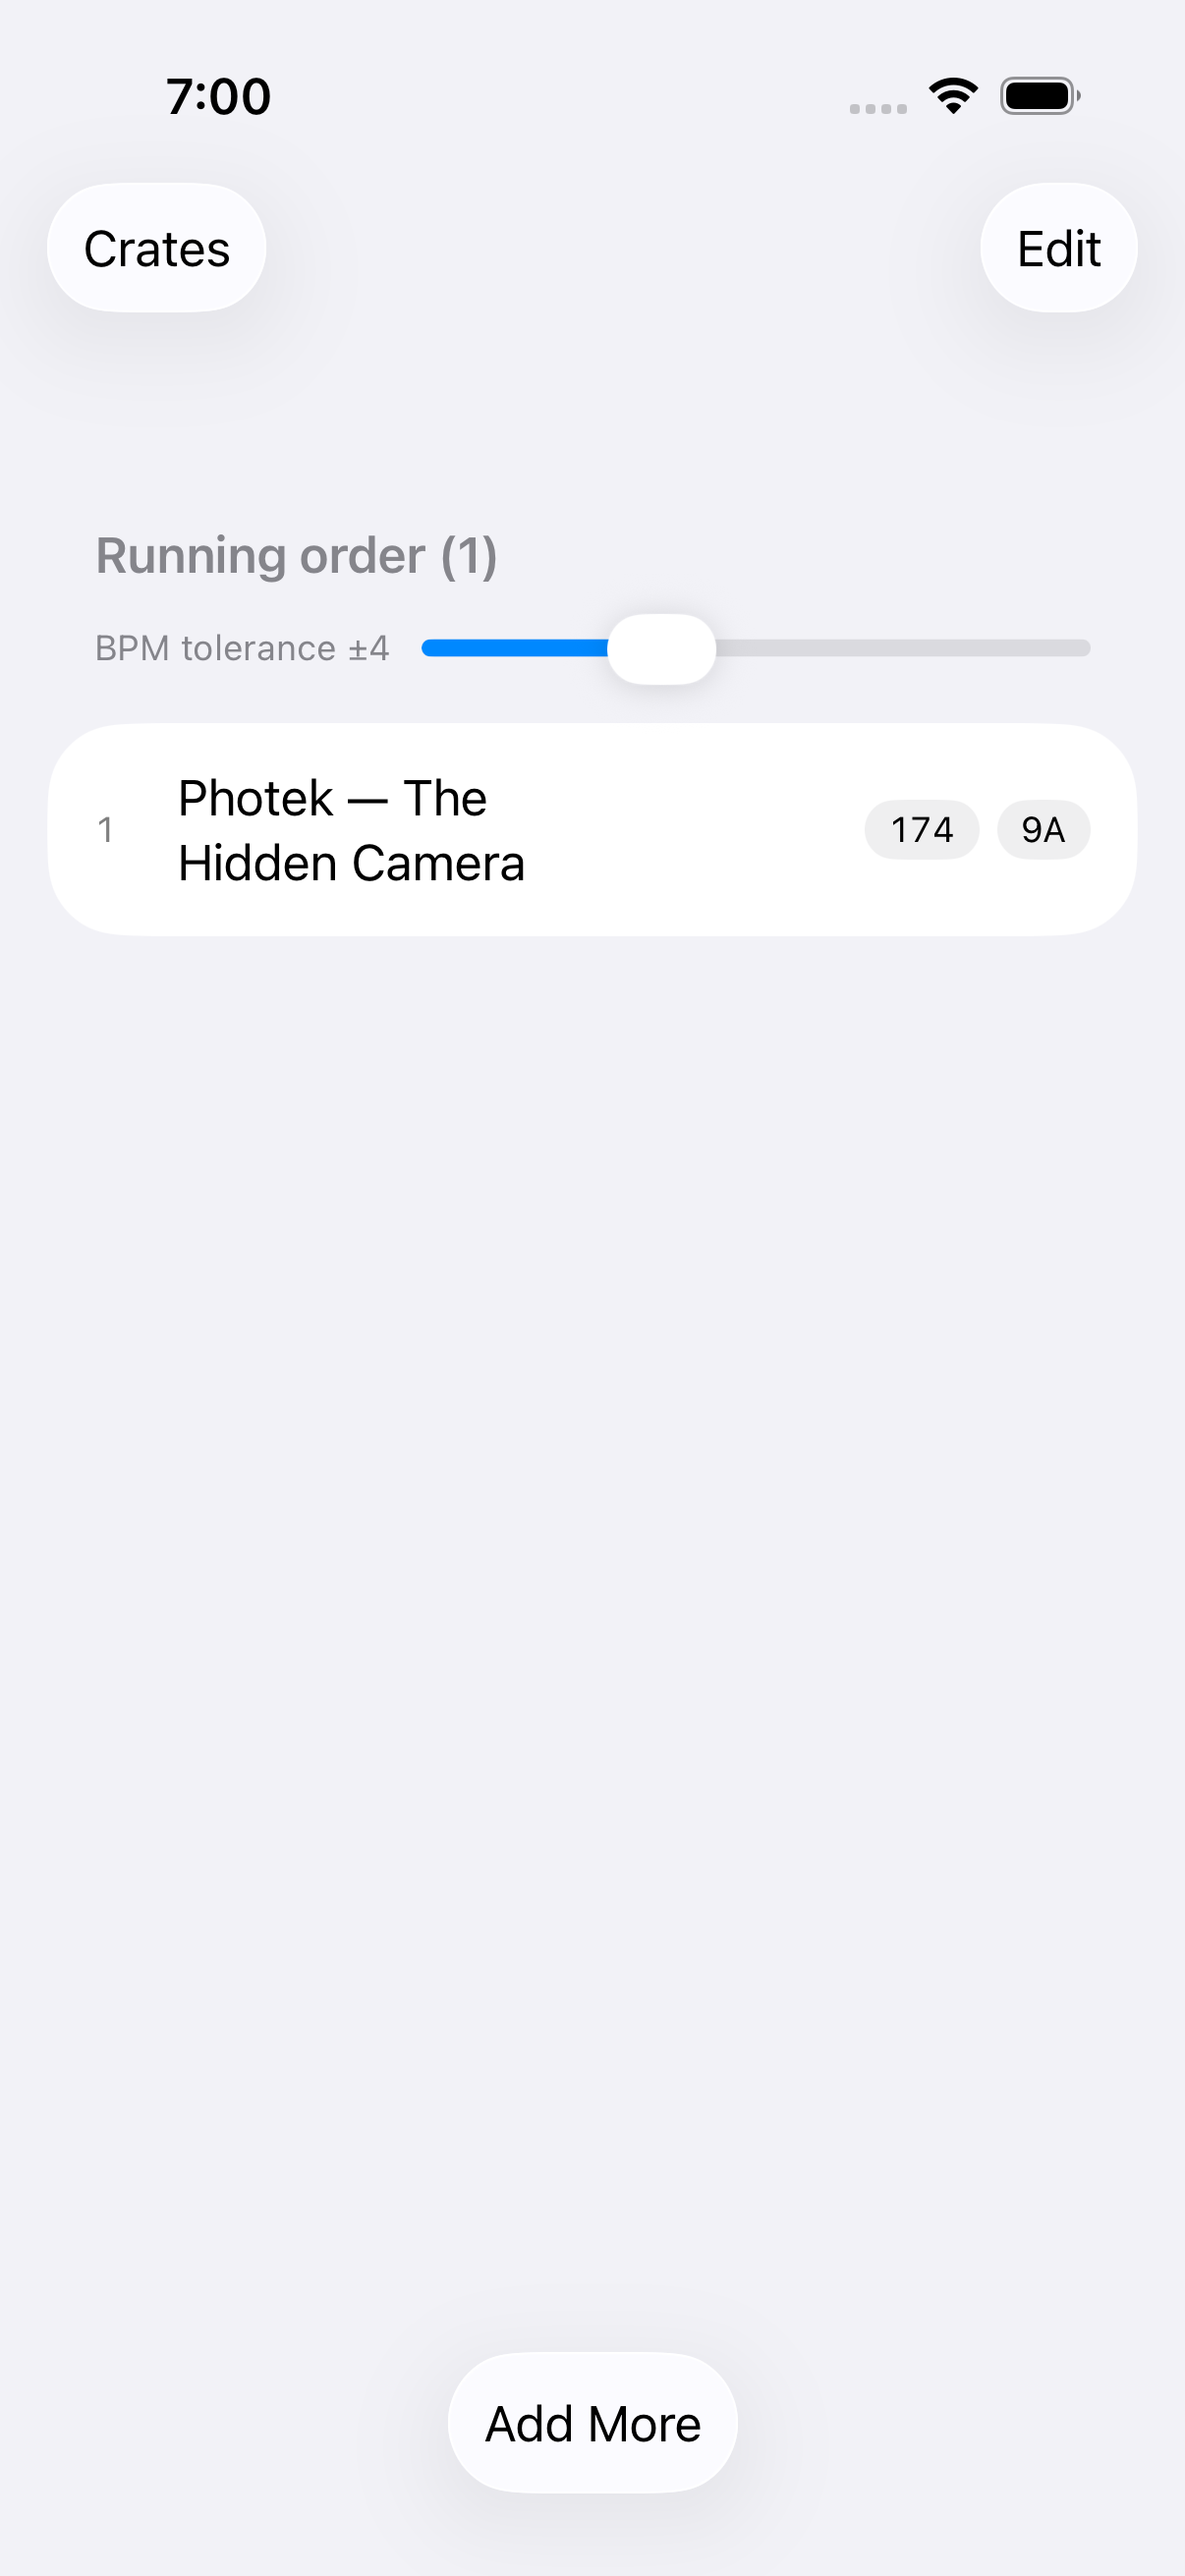 7:00
Crates
Edit
Running order (1)
BPM tolerance ±4
1
Photek — The
Hidden Camera
174
9A
Add More